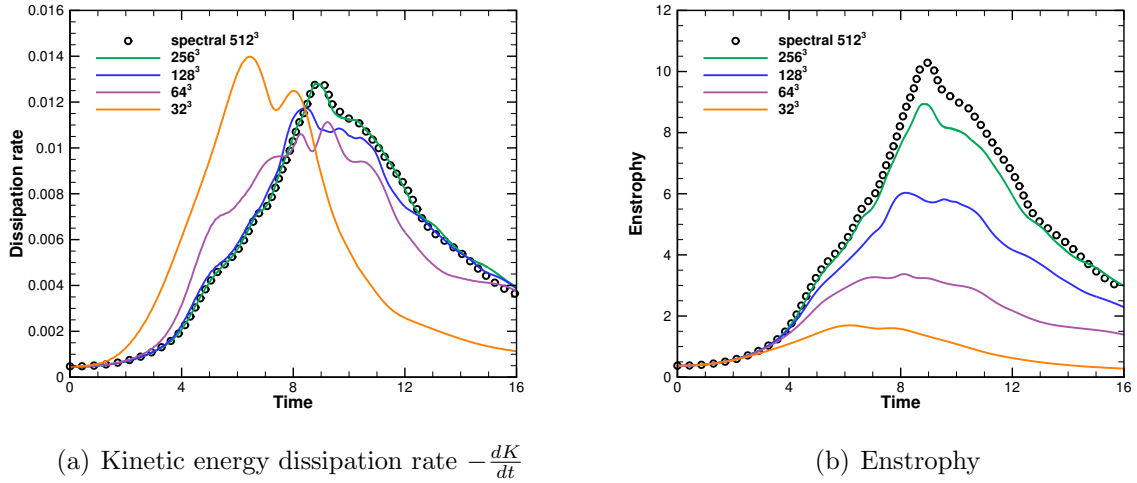 0.016
0.014
0.012
0.01
0.008
0.006
0.004
0.002
0
Dissipation rate
spectral 512³
256³
128³
64³
32³
0 4 8 12 16
Time
(a) Kinetic energy dissipation rate −dK/dt
12
10
8
6
4
2
0
Enstrophy
spectral 512³
256³
128³
64³
32³
0 4 8 12 16
Time
(b) Enstrophy